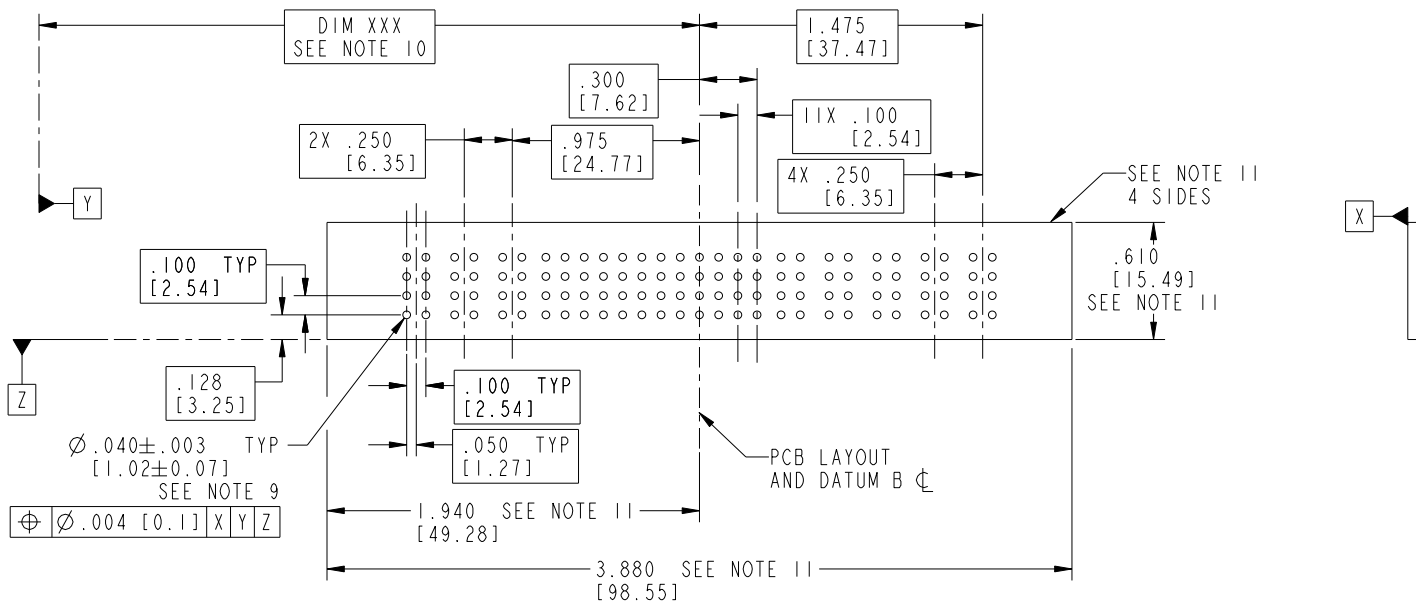 DIM XXX
SEE NOTE 10
1.475
[37.47]
.300
[7.62]
11X .100
[2.54]
2X .250
[6.35]
.975
[24.77]
4X .250
[6.35]
SEE NOTE 11
4 SIDES
Y
X
.100 TYP
[2.54]
.610
[15.49]
SEE NOTE 11
Z
.128
[3.25]
.100 TYP
[2.54]
.050 TYP
[1.27]
Ø.040±.003 TYP
[1.02±0.07]
SEE NOTE 9
⌖ Ø.004 [0.1] X Y Z
PCB LAYOUT
AND DATUM B ℄
1.940 SEE NOTE 11
[49.28]
3.880 SEE NOTE 11
[98.55]